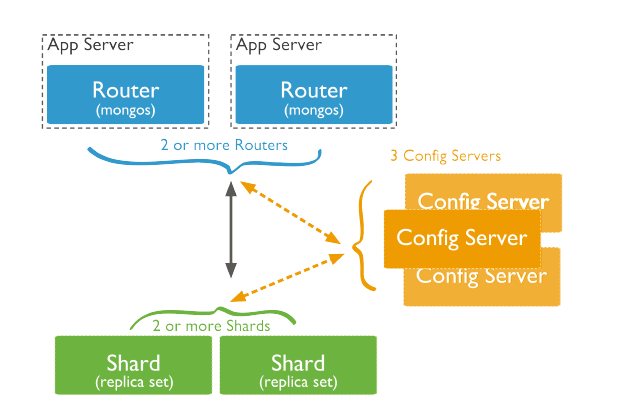 App Server
App Server
Router
(mongos)
Router
(mongos)
2 or more Routers
3 Config Servers
Config Server
Config Server
Config Server
2 or more Shards
Shard
(replica set)
Shard
(replica set)